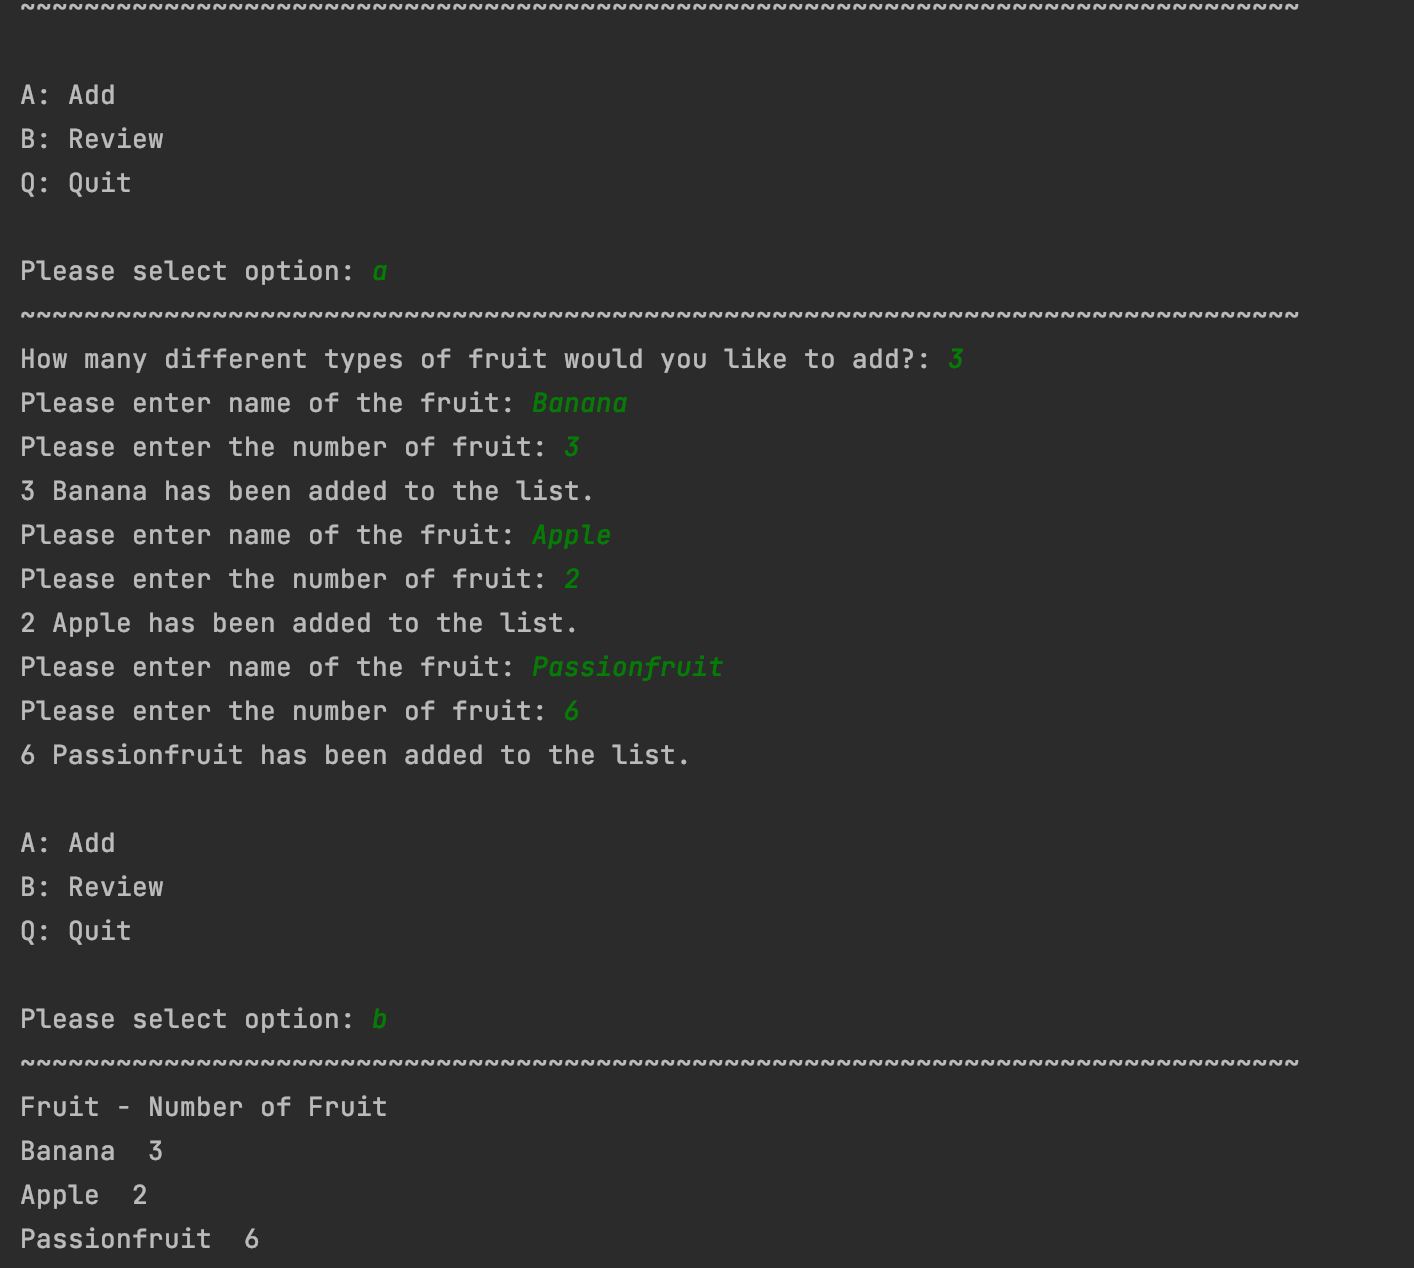 ~~~~~~~~~~~~~~~~~~~~~~~~~~~~~~~~~~~~~~~~~~~~~~~~~~~~~~~~~~~~~~~~~~~~~~~~~~~~~~~~
A: Add
B: Review
Q: Quit
Please select option: a
~~~~~~~~~~~~~~~~~~~~~~~~~~~~~~~~~~~~~~~~~~~~~~~~~~~~~~~~~~~~~~~~~~~~~~~~~~~~~~~~
How many different types of fruit would you like to add?: 3
Please enter name of the fruit: Banana
Please enter the number of fruit: 3
3 Banana has been added to the list.
Please enter name of the fruit: Apple
Please enter the number of fruit: 2
2 Apple has been added to the list.
Please enter name of the fruit: Passionfruit
Please enter the number of fruit: 6
6 Passionfruit has been added to the list.
A: Add
B: Review
Q: Quit
Please select option: b
~~~~~~~~~~~~~~~~~~~~~~~~~~~~~~~~~~~~~~~~~~~~~~~~~~~~~~~~~~~~~~~~~~~~~~~~~~~~~~~~
Fruit - Number of Fruit
Banana  3
Apple  2
Passionfruit  6